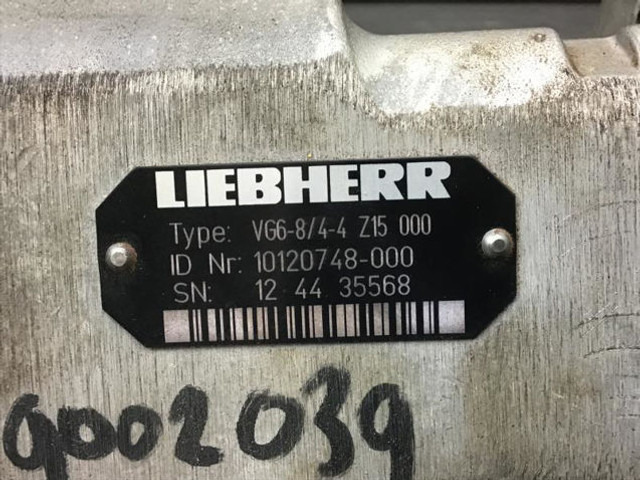 LIEBHERR
Type: VG6-8/4-4 Z15 000
ID Nr: 10120748-000
SN: 12 44 35568
9002039